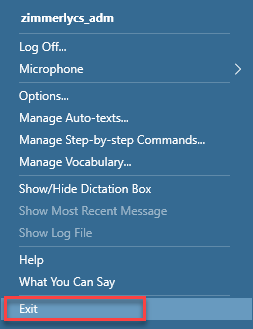 zimmerlycs_adm
Log Off...
Microphone
Options...
Manage Auto-texts...
Manage Step-by-step Commands...
Manage Vocabulary...
Show/Hide Dictation Box
Show Most Recent Message
Show Log File
Help
What You Can Say
Exit